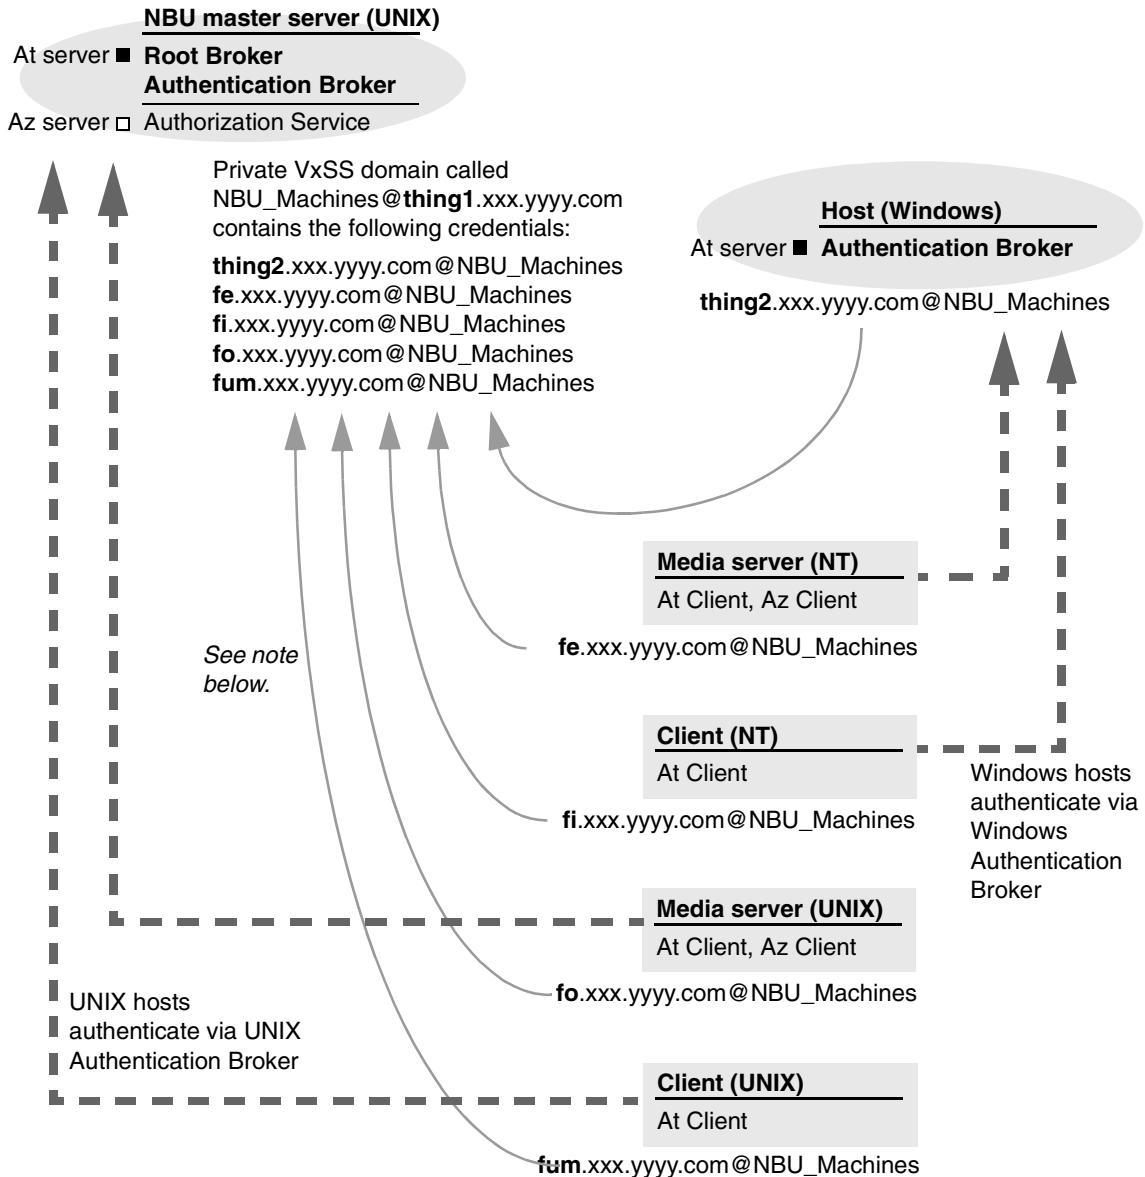 NBU master server (UNIX)
At server Root Broker
Authentication Broker
Az server Authorization Service
Private VxSS domain called
NBU_Machines@thing1.xxx.yyyy.com
contains the following credentials:
thing2.xxx.yyyy.com@NBU_Machines
fe.xxx.yyyy.com@NBU_Machines
fi.xxx.yyyy.com@NBU_Machines
fo.xxx.yyyy.com@NBU_Machines
fum.xxx.yyyy.com@NBU_Machines
Host (Windows)
At server Authentication Broker
thing2.xxx.yyyy.com@NBU_Machines
Media server (NT)
At Client, Az Client
fe.xxx.yyyy.com@NBU_Machines
See note
below.
Client (NT)
At Client
fi.xxx.yyyy.com@NBU_Machines
Windows hosts
authenticate via
Windows
Authentication
Broker
Media server (UNIX)
At Client, Az Client
fo.xxx.yyyy.com@NBU_Machines
UNIX hosts
authenticate via UNIX
Authentication Broker
Client (UNIX)
At Client
fum.xxx.yyyy.com@NBU_Machines